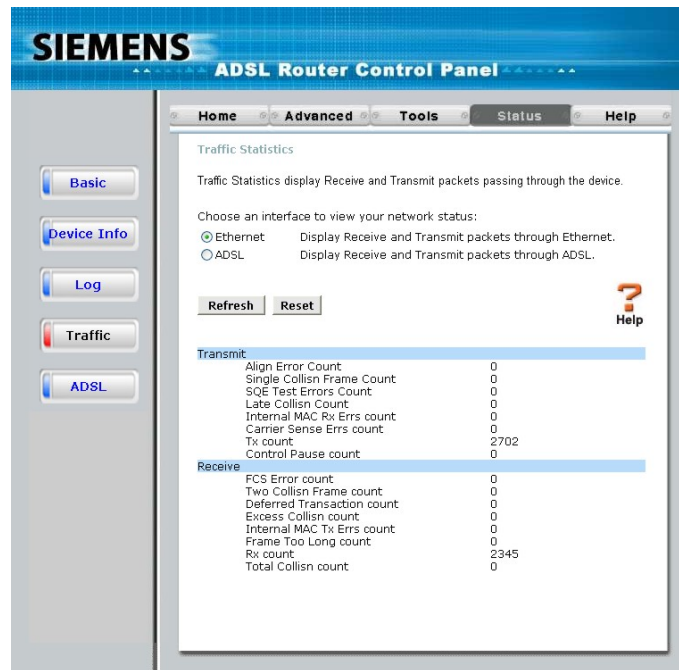 SIEMENS
ADSL Router Control Panel
Home Advanced Tools Status Help
Basic
Device Info
Log
Traffic
ADSL
Traffic Statistics
Traffic Statistics display Receive and Transmit packets passing through the device.
Choose an interface to view your network status:
Ethernet Display Receive and Transmit packets through Ethernet.
ADSL Display Receive and Transmit packets through ADSL.
Refresh Reset
Help
Transmit
Align Error Count 0
Single Collisn Frame Count 0
SQE Test Errors Count 0
Late Collisn Count 0
Internal MAC Rx Errs count 0
Carrier Sense Errs count 0
Tx count 2702
Control Pause count 0
Receive
FCS Error count 0
Two Collisn Frame count 0
Deferred Transaction count 0
Excess Collisn count 0
Internal MAC Tx Errs count 0
Frame Too Long count 0
Rx count 2345
Total Collisn count 0